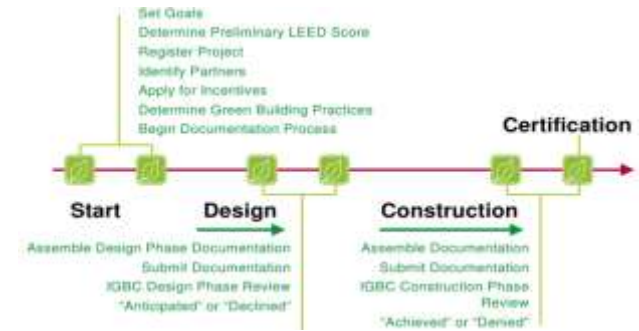 Set Goals
Determine Preliminary LEED Score
Register Project
Identify Partners
Apply for Incentives
Determine Green Building Practices
Begin Documentation Process
Certification
Start
Design
Construction
Assemble Design Phase Documentation
Submit Documentation
IGBC Design Phase Review
"Anticipated" or "Declined"
Assemble Documentation
Submit Documentation
IGBC Construction Phase
Review
"Achieved" or "Denied"